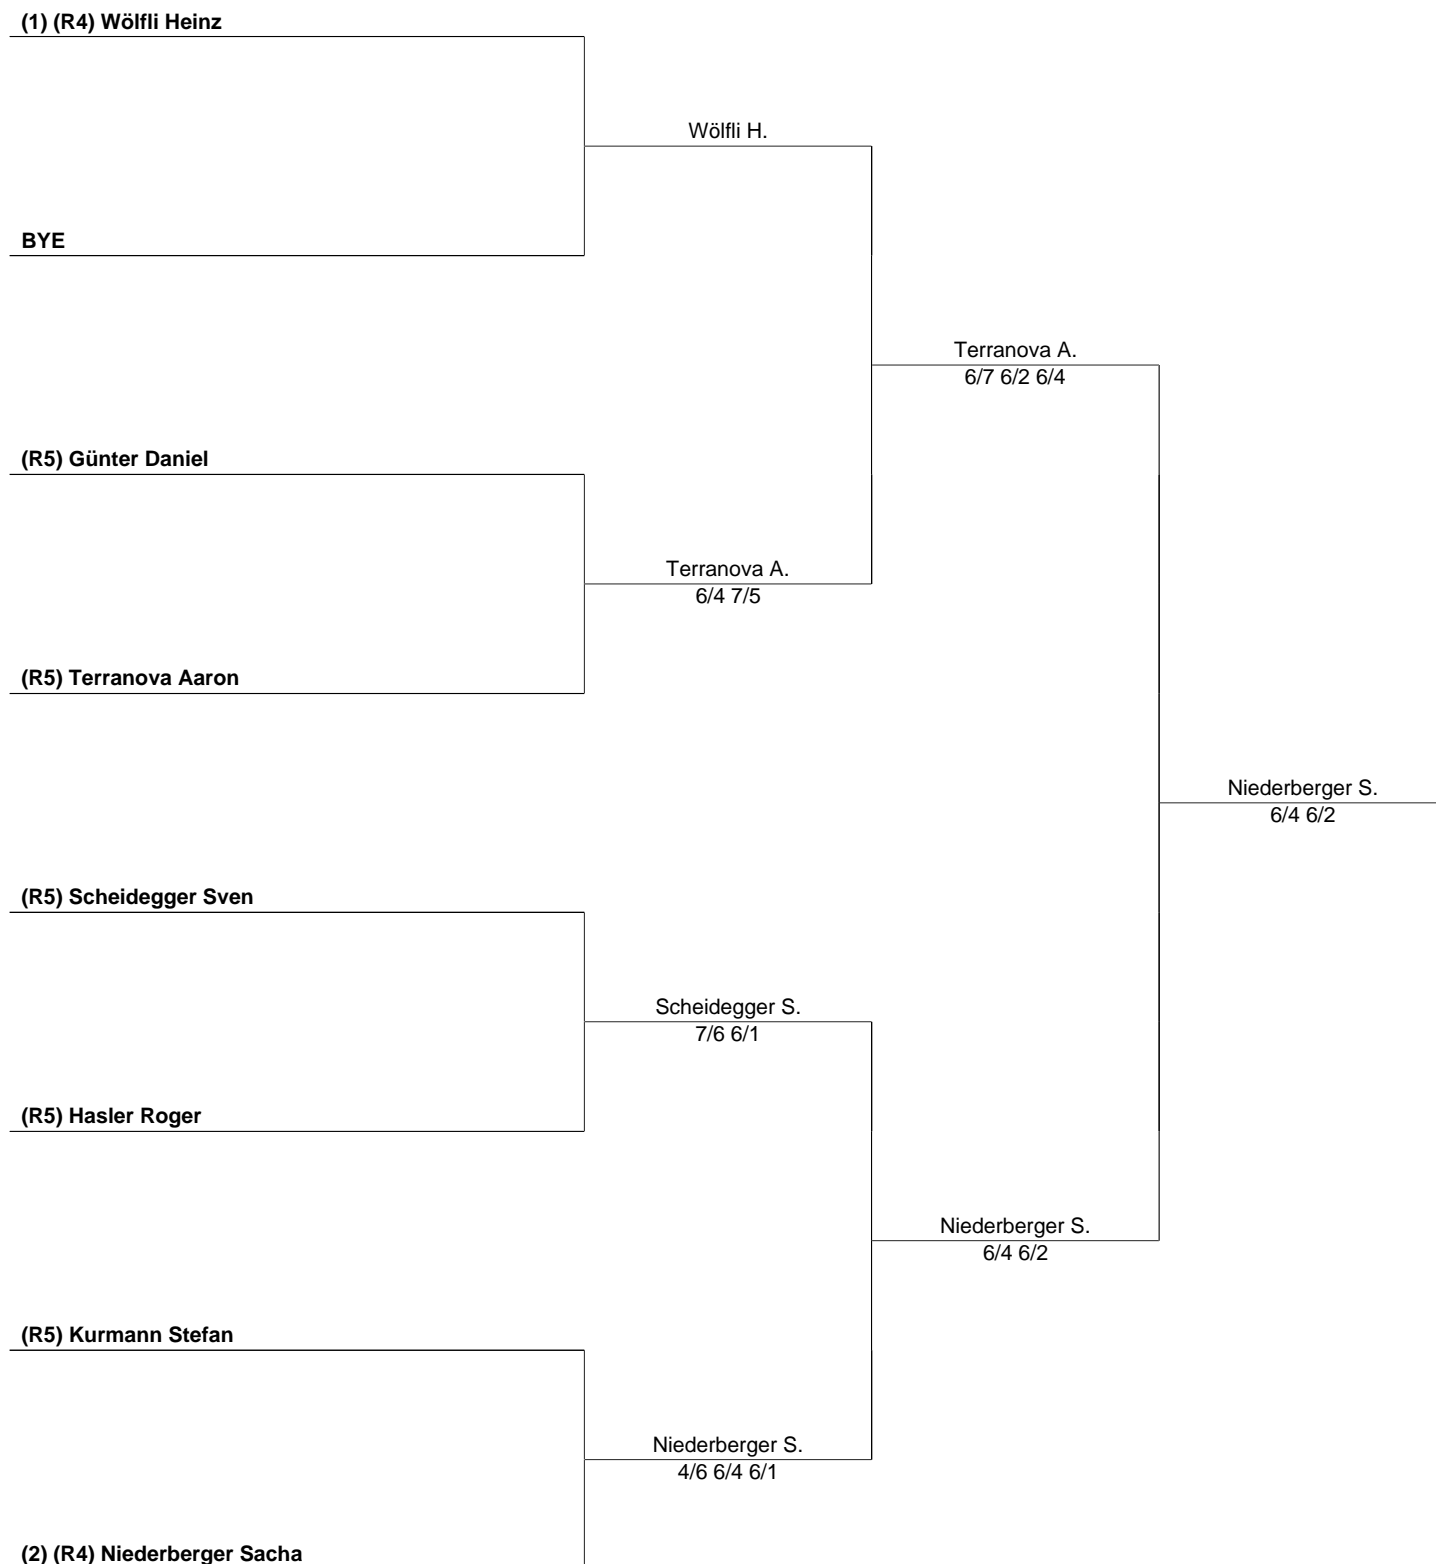 (1) (R4) Wölfli Heinz
Wölfli H.
BYE
Terranova A.
6/7 6/2 6/4
(R5) Günter Daniel
Terranova A.
6/4 7/5
(R5) Terranova Aaron
Niederberger S.
6/4 6/2
(R5) Scheidegger Sven
Scheidegger S.
7/6 6/1
(R5) Hasler Roger
Niederberger S.
6/4 6/2
(R5) Kurmann Stefan
Niederberger S.
4/6 6/4 6/1
(2) (R4) Niederberger Sacha